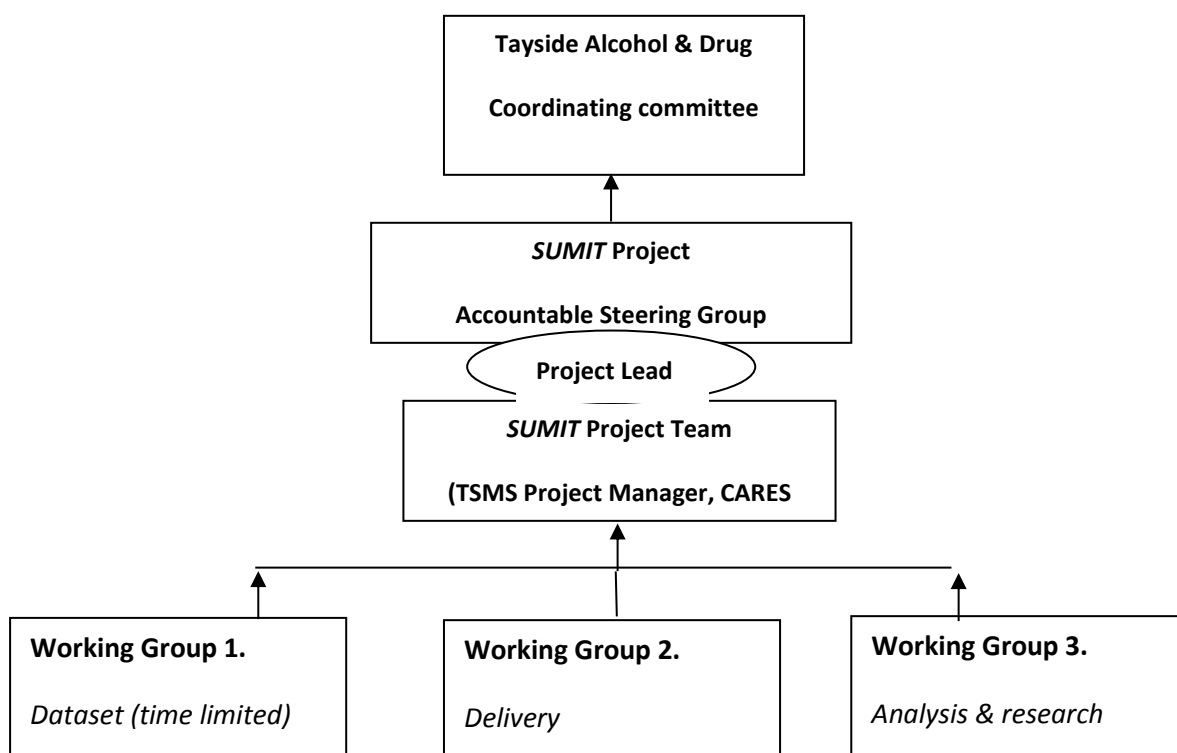 Tayside Alcohol & Drug
Coordinating committee
SUMIT Project
Accountable Steering Group
Project Lead
SUMIT Project Team
(TSMS Project Manager, CARES
Working Group 1.
Dataset (time limited)
Working Group 2.
Delivery
Working Group 3.
Analysis & research